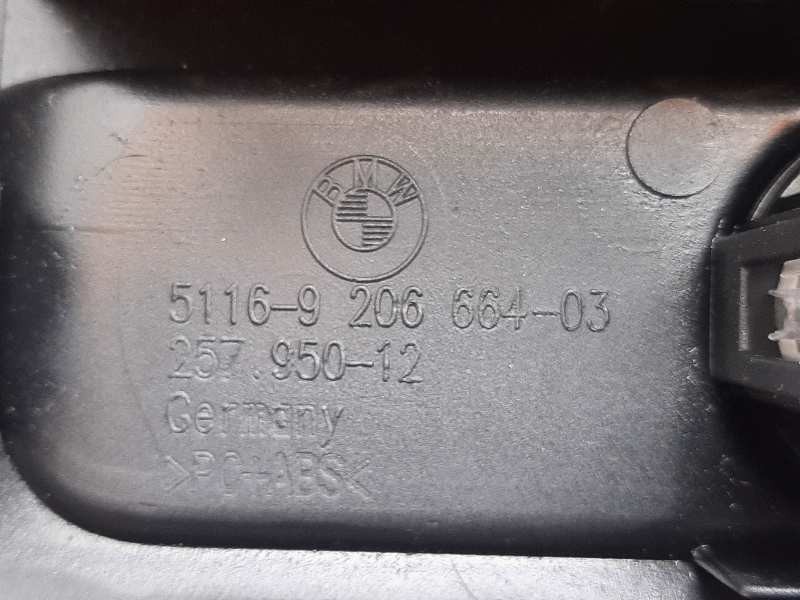 BMW
5116-9 206 664-03
257.950-12
Germany
>PC+ABS<